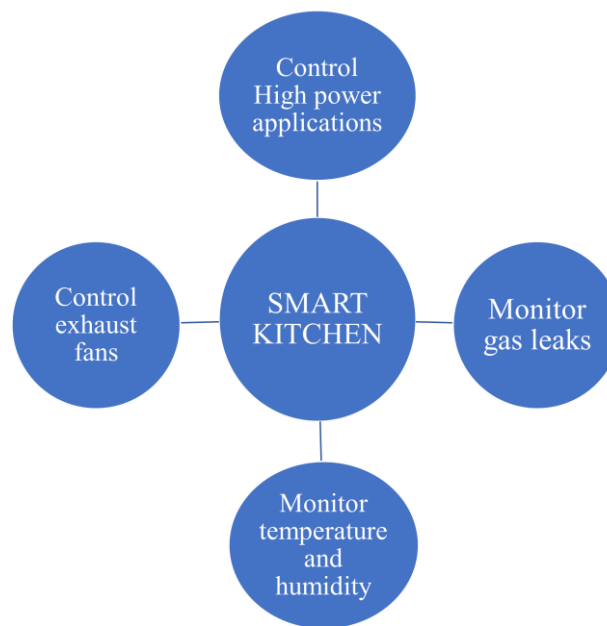 Control
High power
applications
Control
exhaust
fans
SMART
KITCHEN
Monitor
gas leaks
Monitor
temperature
and
humidity